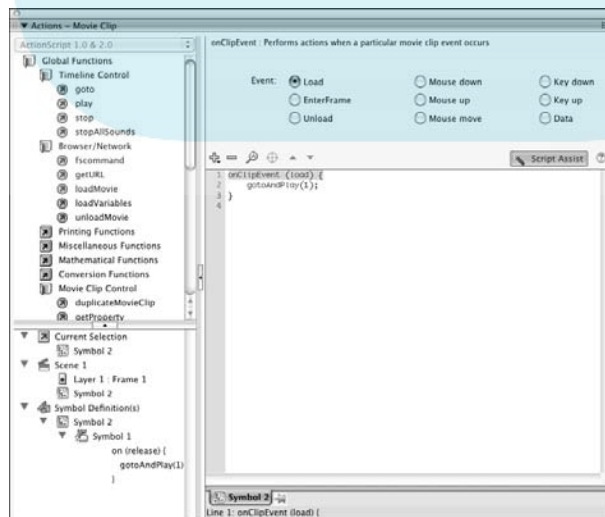 Actions – Movie Clip
ActionScript 1.0 & 2.0
Global Functions
Timeline Control
goto
play
stop
stopAllSounds
Browser/Network
fscommand
getURL
loadMovie
loadVariables
unloadMovie
Printing Functions
Miscellaneous Functions
Mathematical Functions
Conversion Functions
Movie Clip Control
duplicateMovieClip
getProperty
Current Selection
Symbol 2
Scene 1
Layer 1 : Frame 1
Symbol 2
Symbol Definition(s)
Symbol 2
Symbol 1
on (release) {
gotoAndPlay(1)
}
onClipEvent : Performs actions when a particular movie clip event occurs
Event: Load Mouse down Key down
EnterFrame Mouse up Key up
Unload Mouse move Data
Script Assist
1 onClipEvent (load) {
2 gotoAndPlay(1);
3 }
4
Symbol 2
Line 1: onClipEvent (load) {